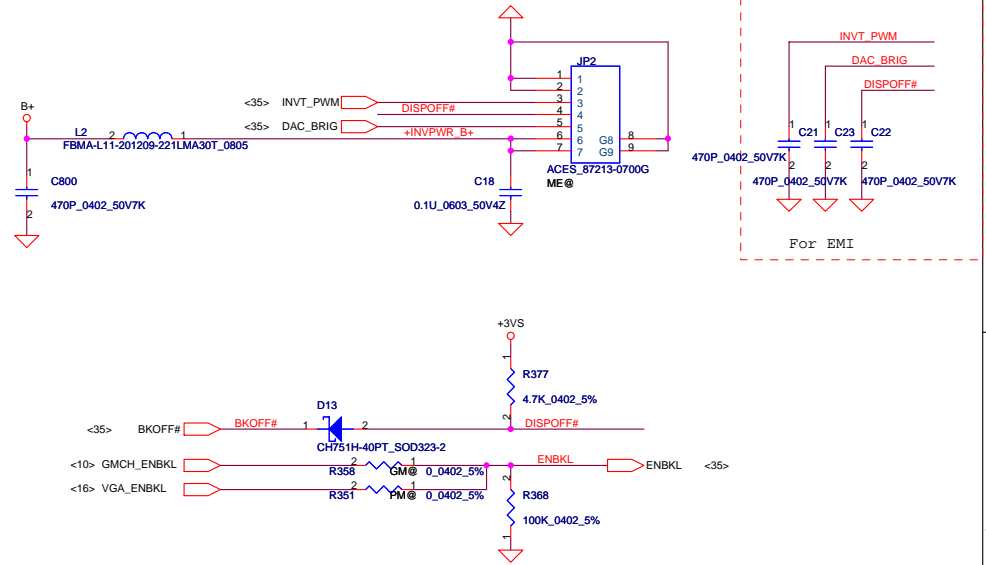 INVT_PWM
DAC_BRIG
DISPOFF#
JP2
1 1
2 2
<35> INVT_PWM 3 3
DISPOFF# 4 4
<35> DAC_BRIG 5 5
+INVPWR_B+ 6 6 G8 8
7 7 G9 9
B+
L2 2 1
FBMA-L11-201209-221LMA30T_0805
ACES_87213-0700G
ME@
1 C800 2
470P_0402_50V7K
C18
0.1U_0603_50V4Z
1 C21 1 C23 1 C22
470P_0402_50V7K
2 2 2
470P_0402_50V7K 470P_0402_50V7K
For EMI
+3VS
1 R377 2
4.7K_0402_5%
D13
<35> BKOFF# BKOFF# 1 2 DISPOFF#
CH751H-40PT_SOD323-2
<10> GMCH_ENBKL 2 1 ENBKL ENBKL <35>
R358 GM@ 0_0402_5%
<16> VGA_ENBKL 2 1
R351 PM@ 0_0402_5%
2 R368 1
100K_0402_5%